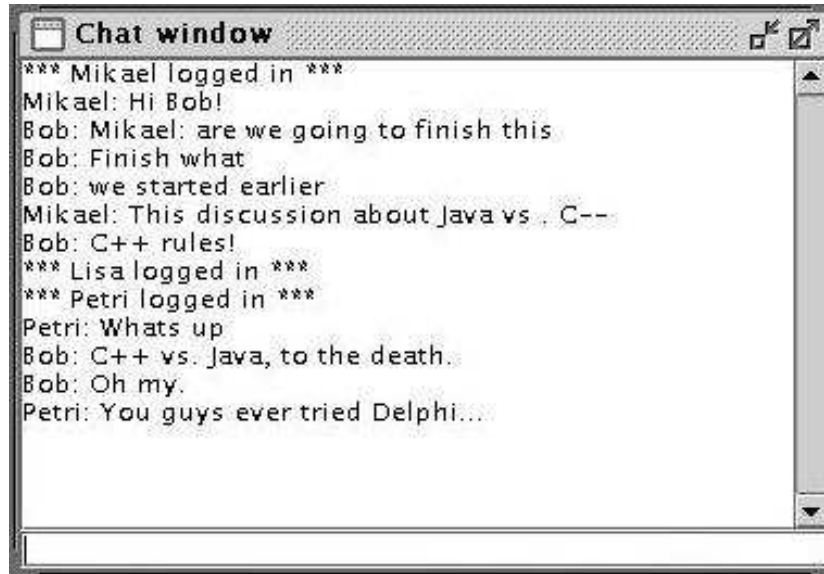 Chat window
*** Mikael logged in ***
Mikael: Hi Bob!
Bob: Mikael: are we going to finish this
Bob: Finish what
Bob: we started earlier
Mikael: This discussion about Java vs . C--
Bob: C++ rules!
*** Lisa logged in ***
*** Petri logged in ***
Petri: Whats up
Bob: C++ vs. Java, to the death.
Bob: Oh my.
Petri: You guys ever tried Delphi...